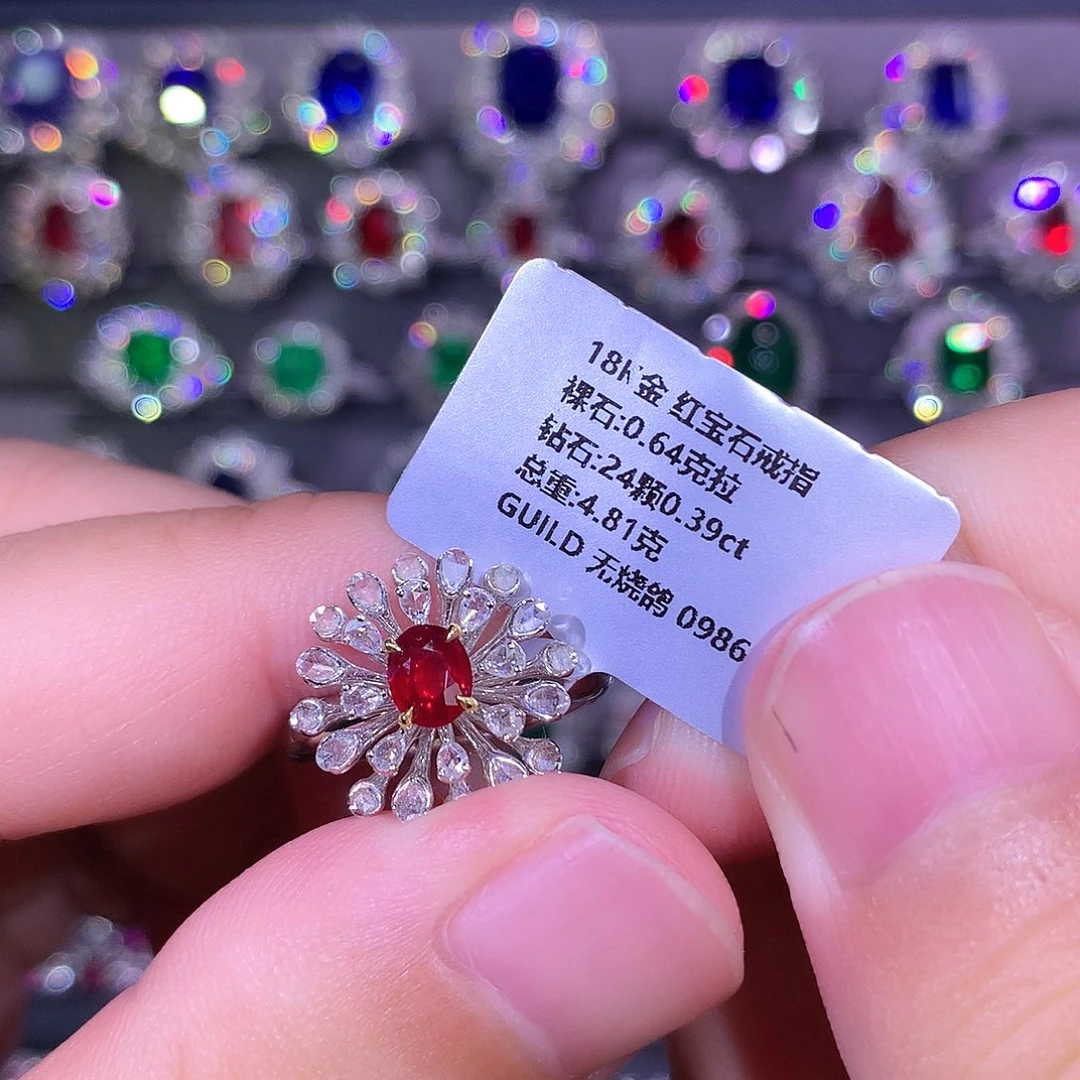 18K金 红宝石戒指
裸石:0.64克拉
钻石:24颗0.39ct
总重:4.81克
GUILD 无烧鸽 0986